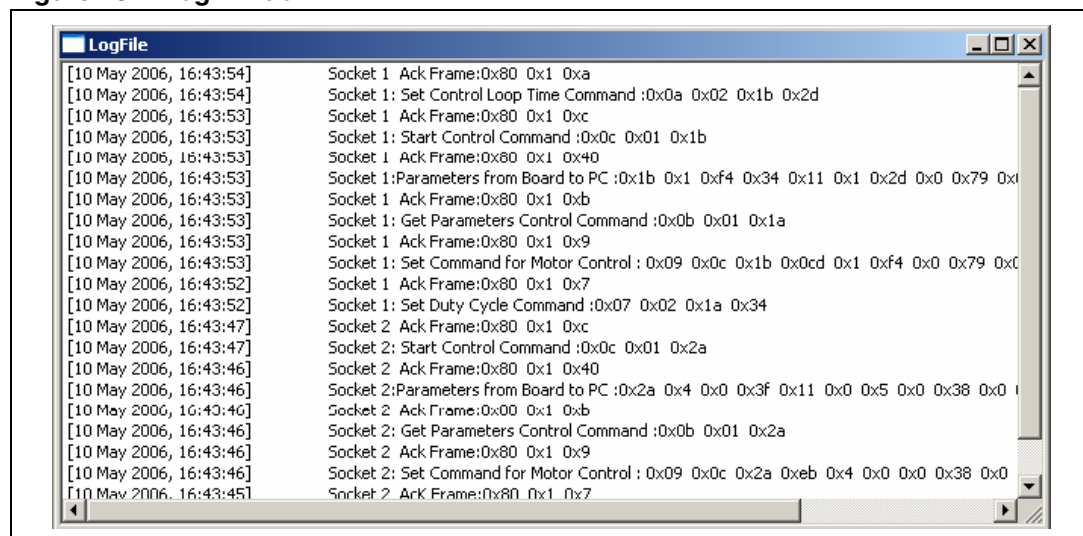 LogFile
[10 May 2006, 16:43:54] Socket 1 Ack Frame:0x80 0x1 0xa
[10 May 2006, 16:43:54] Socket 1: Set Control Loop Time Command :0x0a 0x02 0x1b 0x2d
[10 May 2006, 16:43:53] Socket 1 Ack Frame:0x80 0x1 0xc
[10 May 2006, 16:43:53] Socket 1: Start Control Command :0x0c 0x01 0x1b
[10 May 2006, 16:43:53] Socket 1 Ack Frame:0x80 0x1 0x40
[10 May 2006, 16:43:53] Socket 1:Parameters from Board to PC :0x1b 0x1 0xf4 0x34 0x11 0x1 0x2d 0x0 0x79
[10 May 2006, 16:43:53] Socket 1 Ack Frame:0x80 0x1 0xb
[10 May 2006, 16:43:53] Socket 1: Get Parameters Control Command :0x0b 0x01 0x1a
[10 May 2006, 16:43:53] Socket 1 Ack Frame:0x80 0x1 0x9
[10 May 2006, 16:43:53] Socket 1: Set Command for Motor Control : 0x09 0x0c 0x1b 0x0cd 0x1 0xf4 0x0 0x79
[10 May 2006, 16:43:52] Socket 1 Ack Frame:0x80 0x1 0x7
[10 May 2006, 16:43:52] Socket 1: Set Duty Cycle Command :0x07 0x02 0x1a 0x34
[10 May 2006, 16:43:47] Socket 2 Ack Frame:0x80 0x1 0xc
[10 May 2006, 16:43:47] Socket 2: Start Control Command :0x0c 0x01 0x2a
[10 May 2006, 16:43:46] Socket 2 Ack Frame:0x80 0x1 0x40
[10 May 2006, 16:43:46] Socket 2:Parameters from Board to PC :0x2a 0x4 0x0 0x3f 0x11 0x0 0x5 0x0 0x38 0x0
[10 May 2006, 16:43:46] Socket 2 Ack Frame:0x80 0x1 0xb
[10 May 2006, 16:43:46] Socket 2: Get Parameters Control Command :0x0b 0x01 0x2a
[10 May 2006, 16:43:46] Socket 2 Ack Frame:0x80 0x1 0x9
[10 May 2006, 16:43:46] Socket 2: Set Command for Motor Control : 0x09 0x0c 0x2a 0xeb 0x4 0x0 0x0 0x38 0x0
[10 May 2006, 16:43:45] Socket 2 Ack Frame:0x80 0x1 0x7